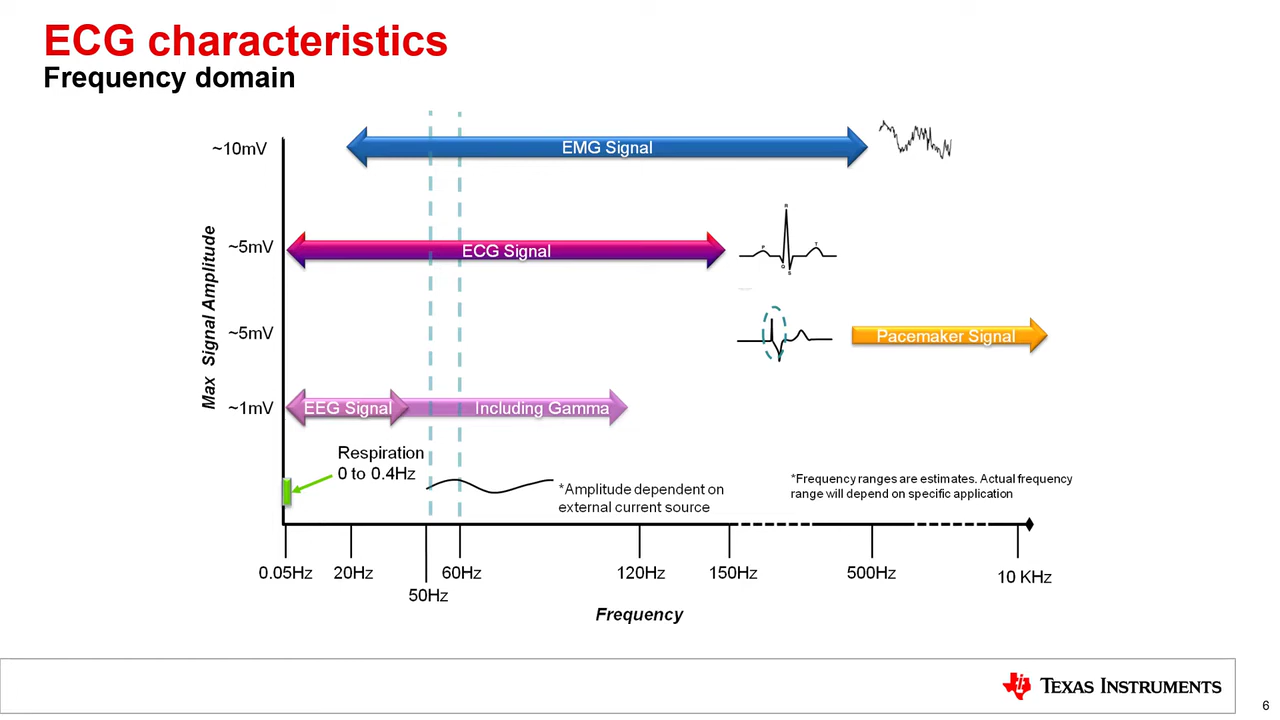 ECG characteristics
Frequency domain
~10mV
EMG Signal
Max Signal Amplitude
~5mV
ECG Signal
R
P
T
Q
S
~5mV
Pacemaker Signal
~1mV
EEG Signal
Including Gamma
Respiration
0 to 0.4Hz
*Amplitude dependent on
external current source
*Frequency ranges are estimates. Actual frequency
range will depend on specific application
0.05Hz
20Hz
50Hz
60Hz
120Hz
150Hz
500Hz
10 KHz
Frequency
TEXAS INSTRUMENTS
6